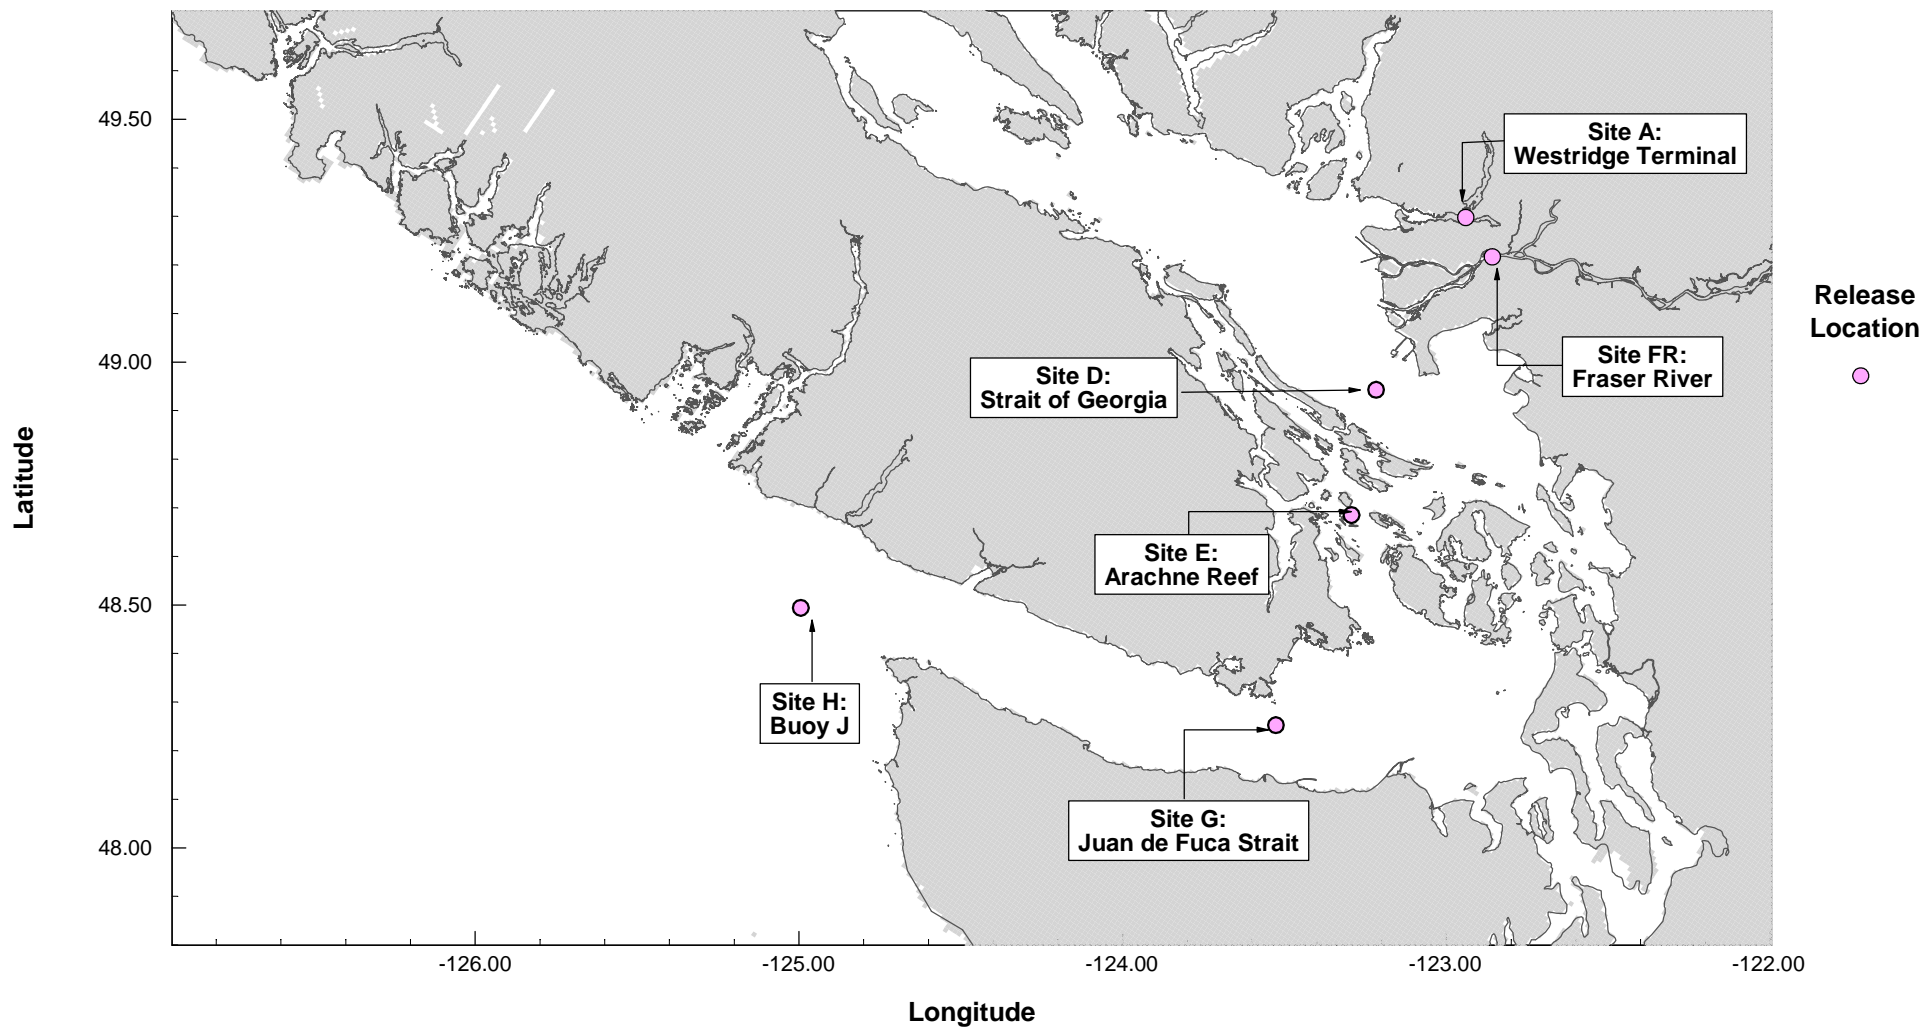 49.50
49.00
48.50
48.00
Latitude
-126.00
-125.00
-124.00
-123.00
-122.00
Longitude
Site A:
Westridge Terminal
Site FR:
Fraser River
Site D:
Strait of Georgia
Site E:
Arachne Reef
Site H:
Buoy J
Site G:
Juan de Fuca Strait
Release
Location